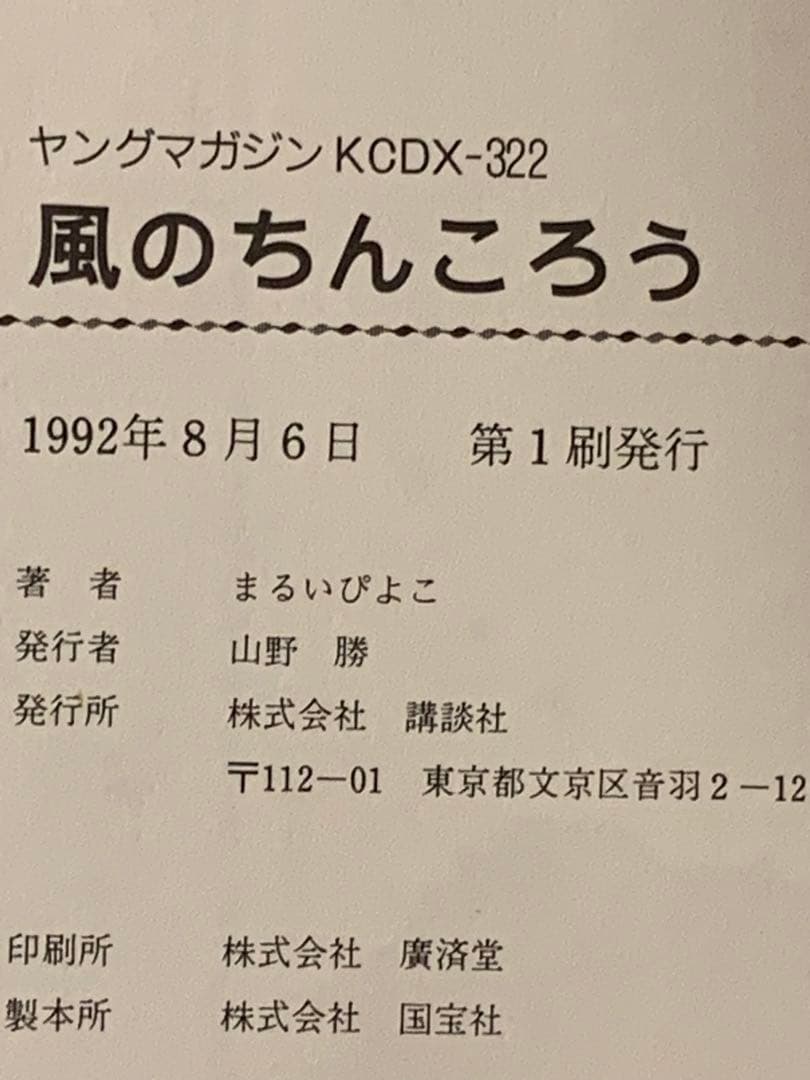 ヤングマガジンKCDX-322
風のちんころう
1992年8月6日　第1刷発行
著　者　まるいぴよこ
発行者　山野　勝
発行所　株式会社　講談社
〒112―01　東京都文京区音羽2―12
印刷所　株式会社　廣済堂
製本所　株式会社　国宝社